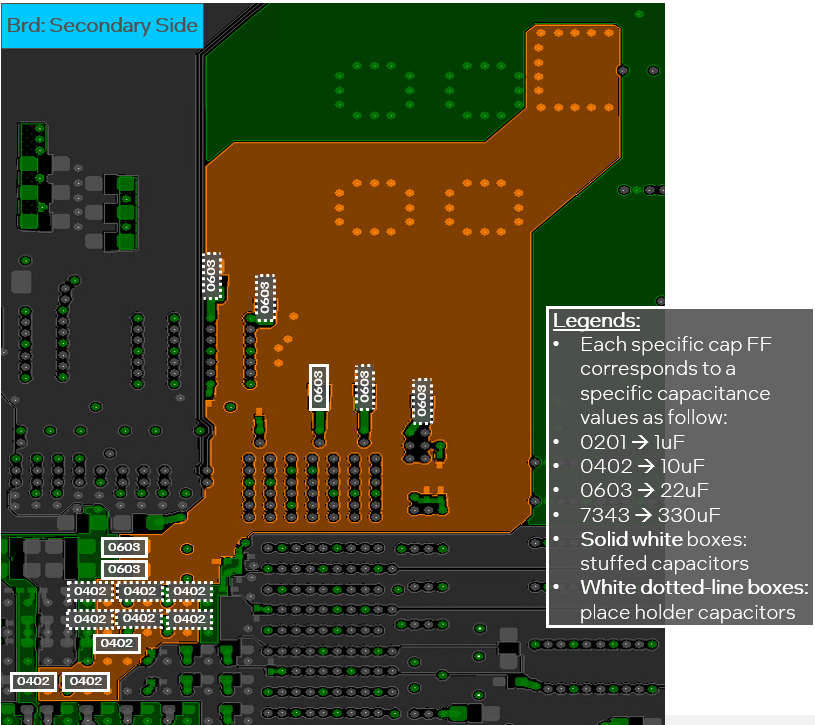 Brd: Secondary Side
0603
0603
0603
0603
0603
Legends:
• Each specific cap FF
corresponds to a
specific capacitance
values as follow:
• 0201 → 1uF
• 0402 → 10uF
• 0603 → 22uF
• 7343 → 330uF
• Solid white boxes:
stuffed capacitors
• White dotted-line boxes:
place holder capacitors
0603
0603
0402 0402 0402
0402 0402 0402
0402
0402 0402